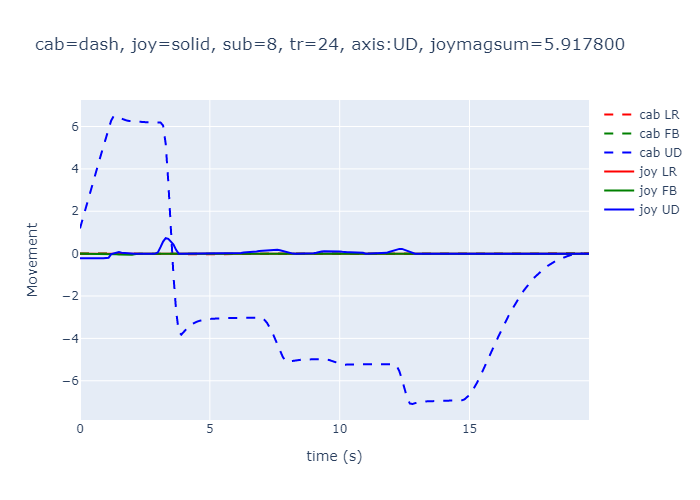 cab=dash, joy=solid, sub=8, tr=24, axis:UD, joymagsum=5.917800
cab LR
cab FB
cab UD
joy LR
joy FB
joy UD
Movement
6
4
2
0
−2
−4
−6
0
5
10
15
time (s)